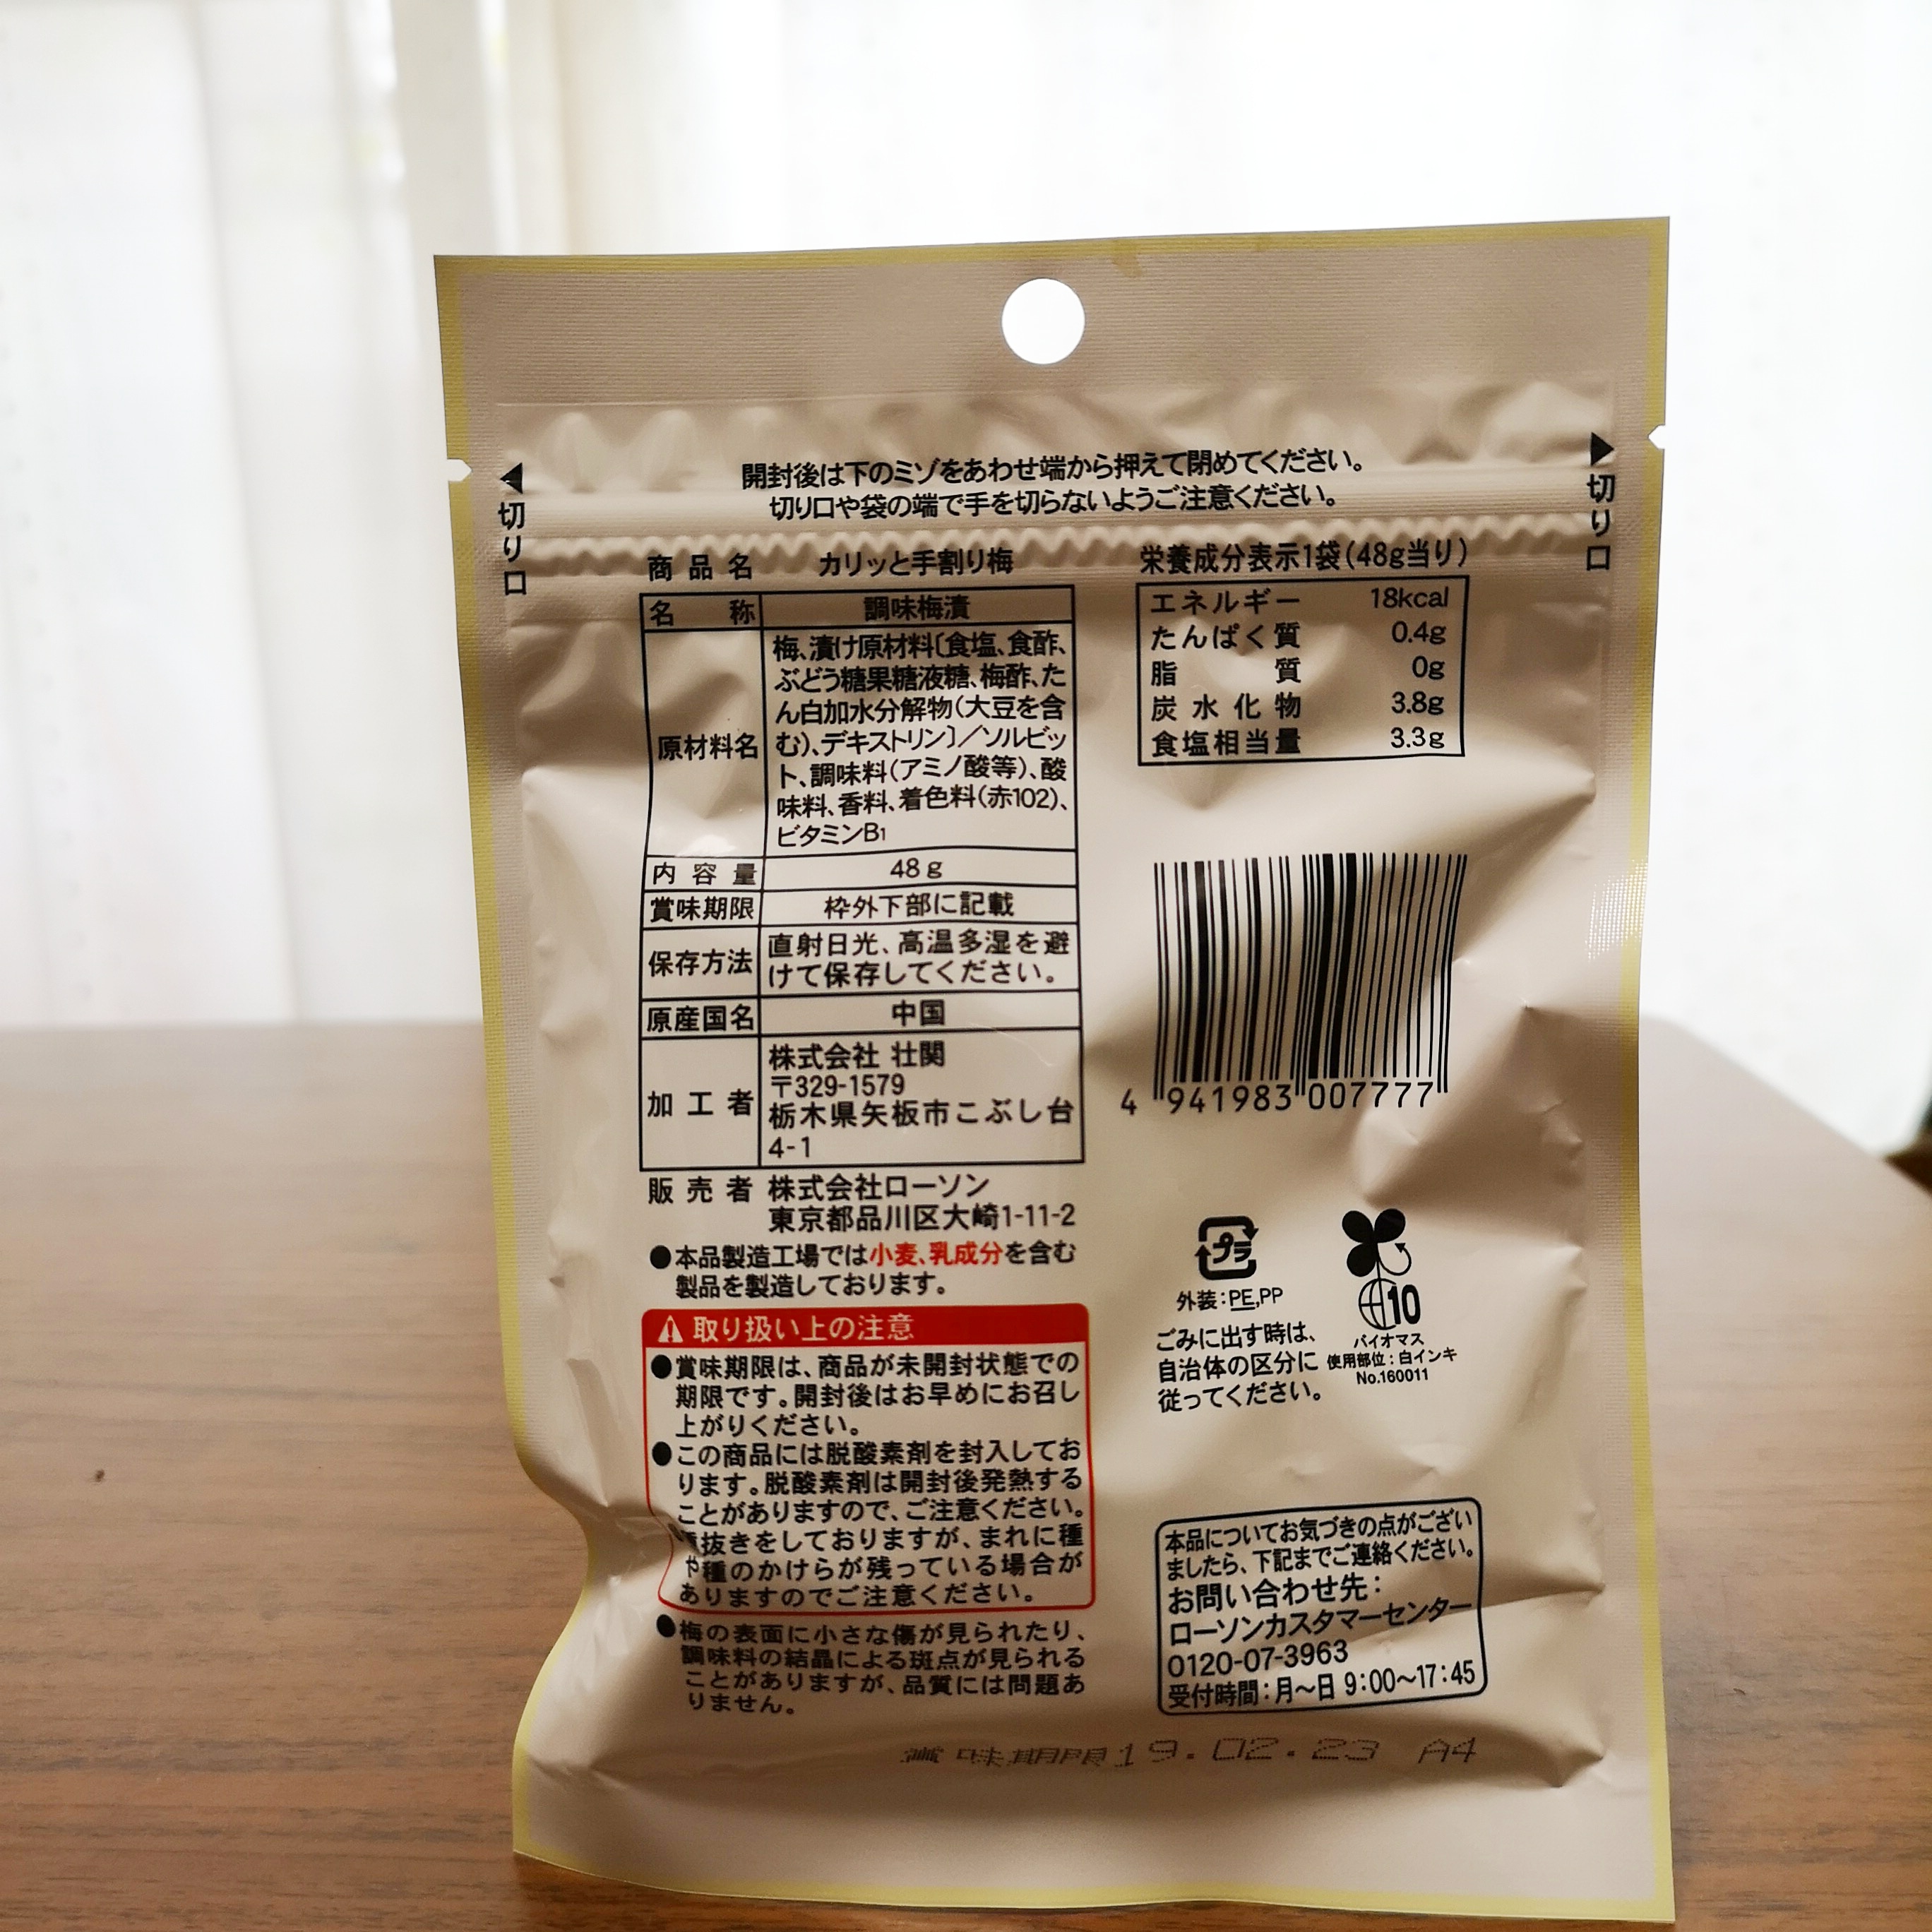 開封後は下のミゾをあわせ端から押えて閉めてください。
切り口や袋の端で手を切らないようご注意ください。
◀切り口
▶切り口
商品名 カリッと手割り梅
名称 調味梅漬
原材料名
梅、漬け原材料〔食塩、食酢、
ぶどう糖果糖液糖、梅酢、た
ん白加水分解物(大豆を含
む)、デキストリン〕／ソルビッ
ト、調味料(アミノ酸等)、酸
味料、香料、着色料(赤102)、
ビタミンB1
内容量 48g
賞味期限 枠外下部に記載
保存方法
直射日光、高温多湿を避
けて保存してください。
原産国名 中国
加工者
株式会社 壮関
〒329-1579
栃木県矢板市こぶし台
4-1
販売者 株式会社ローソン
東京都品川区大崎1-11-2
●本品製造工場では小麦、乳成分を含む
製品を製造しております。
取り扱い上の注意
●賞味期限は、商品が未開封状態での
期限です。開封後はお早めにお召し
上がりください。
●この商品には脱酸素剤を封入してお
ります。脱酸素剤は開封後発熱する
ことがありますので、ご注意ください。
種抜きをしておりますが、まれに種
や種のかけらが残っている場合が
ありますのでご注意ください。
●梅の表面に小さな傷が見られたり、
調味料の結晶による斑点が見られる
ことがありますが、品質には問題あ
りません。
栄養成分表示1袋(48g当り)
エネルギー 18kcal
たんぱく質 0.4g
脂質 0g
炭水化物 3.8g
食塩相当量 3.3g
4 941983 007777
プラ
外装:PE,PP
ごみに出す時は、
自治体の区分に
従ってください。
10
バイオマス
使用部位:白インキ
No.160011
本品についてお気づきの点がござい
ましたら、下記までご連絡ください。
お問い合わせ先:
ローソンカスタマーセンター
0120-07-3963
受付時間:月〜日 9:00〜17:45
賞味期限19.02.23 A4